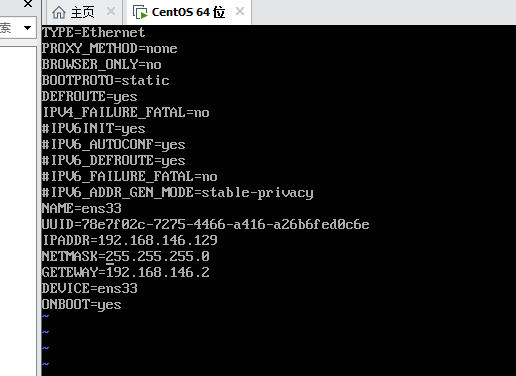 索
主页
CentOS 64 位
TYPE=Ethernet
PROXY_METHOD=none
BROWSER_ONLY=no
BOOTPROTO=static
DEFROUTE=yes
IPV4_FAILURE_FATAL=no
#IPV6INIT=yes
#IPV6_AUTOCONF=yes
#IPV6_DEFROUTE=yes
#IPV6_FAILURE_FATAL=no
#IPV6_ADDR_GEN_MODE=stable-privacy
NAME=ens33
UUID=78e7f02c-7275-4466-a416-a26b6fed0c6e
IPADDR=192.168.146.129
NETMASK=255.255.255.0
GETEWAY=192.168.146.2
DEVICE=ens33
ONBOOT=yes
~
~
~
~